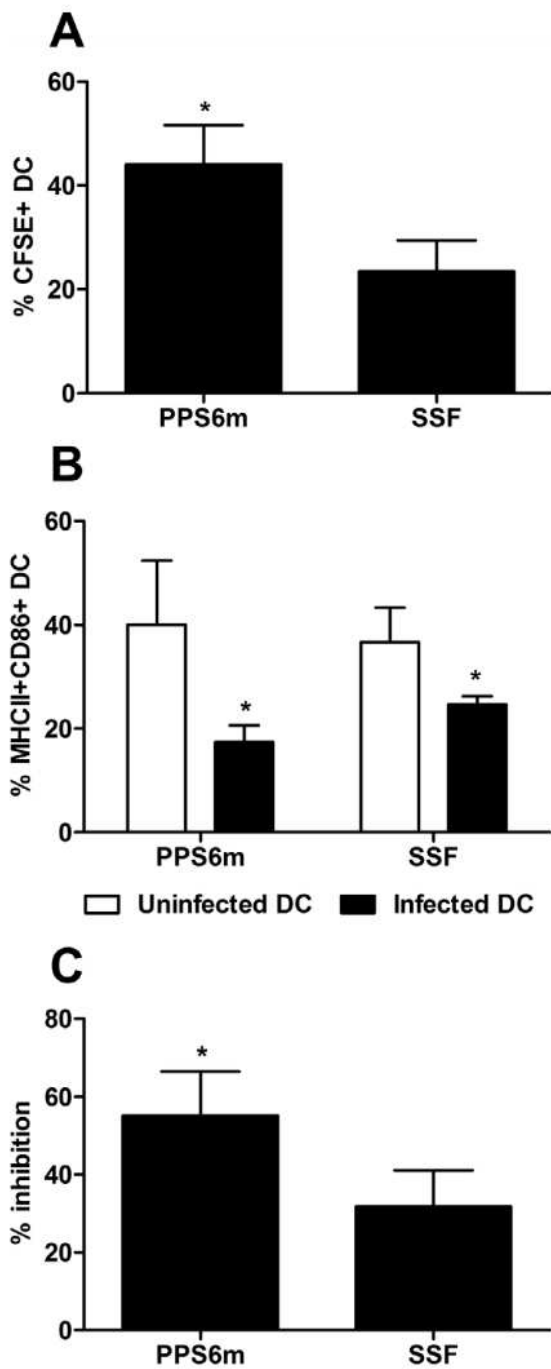 A
% CFSE+ DC
60
40
20
0
*
PPS6m SSF
B
% MHCII+CD86+ DC
60
40
20
0
* *
PPS6m SSF
Uninfected DC Infected DC
C
% inhibition
80
60
40
20
0
*
PPS6m SSF